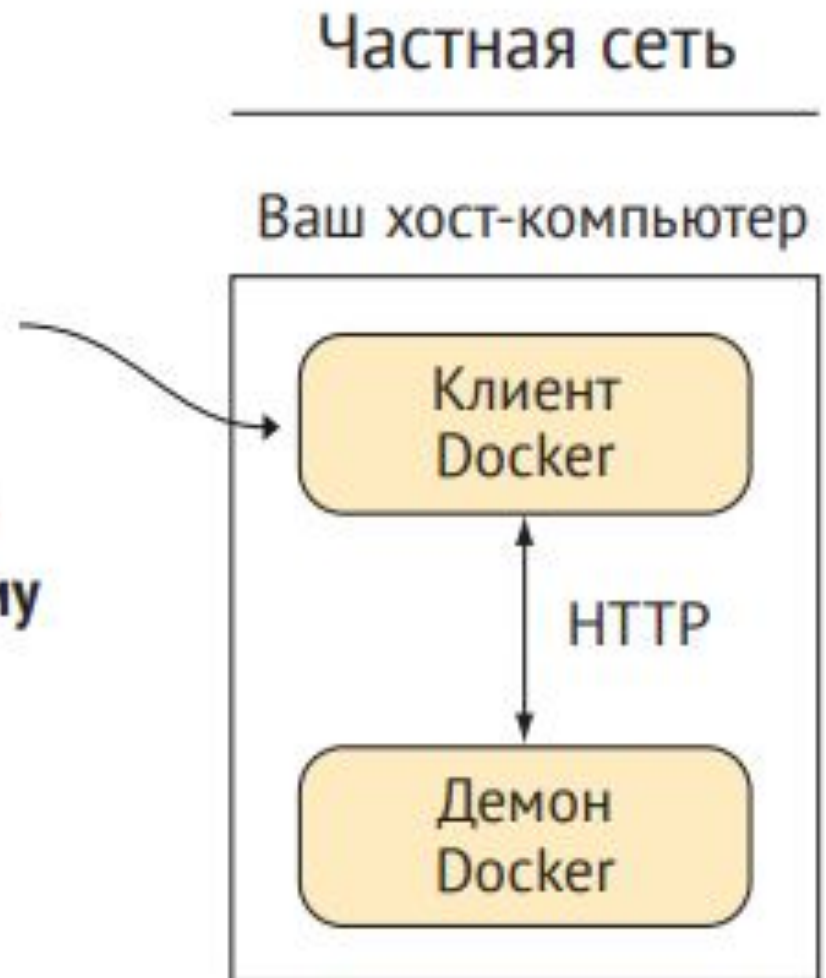 Частная сеть
Ваш хост-компьютер
Клиент
Docker
HTTP
Демон
Docker